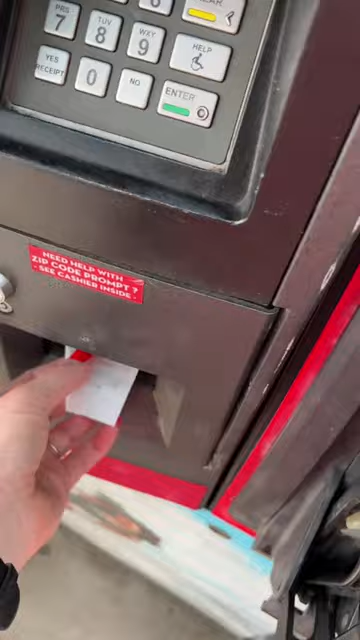 PRS
7
TUV
8
WXY
9
YES
RECEIPT
0
NO
HELP
ENTER
NEED HELP WITH
ZIP CODE PROMPT ?
- SEE CASHIER INSIDE -